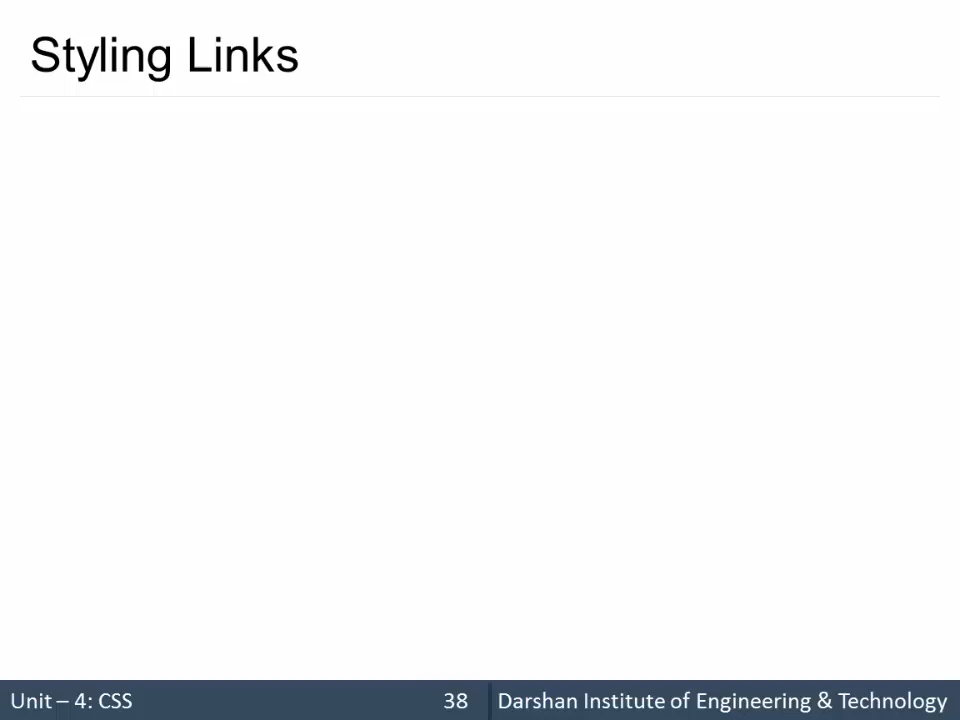 Styling Links
Unit – 4: CSS 38 Darshan Institute of Engineering & Technology